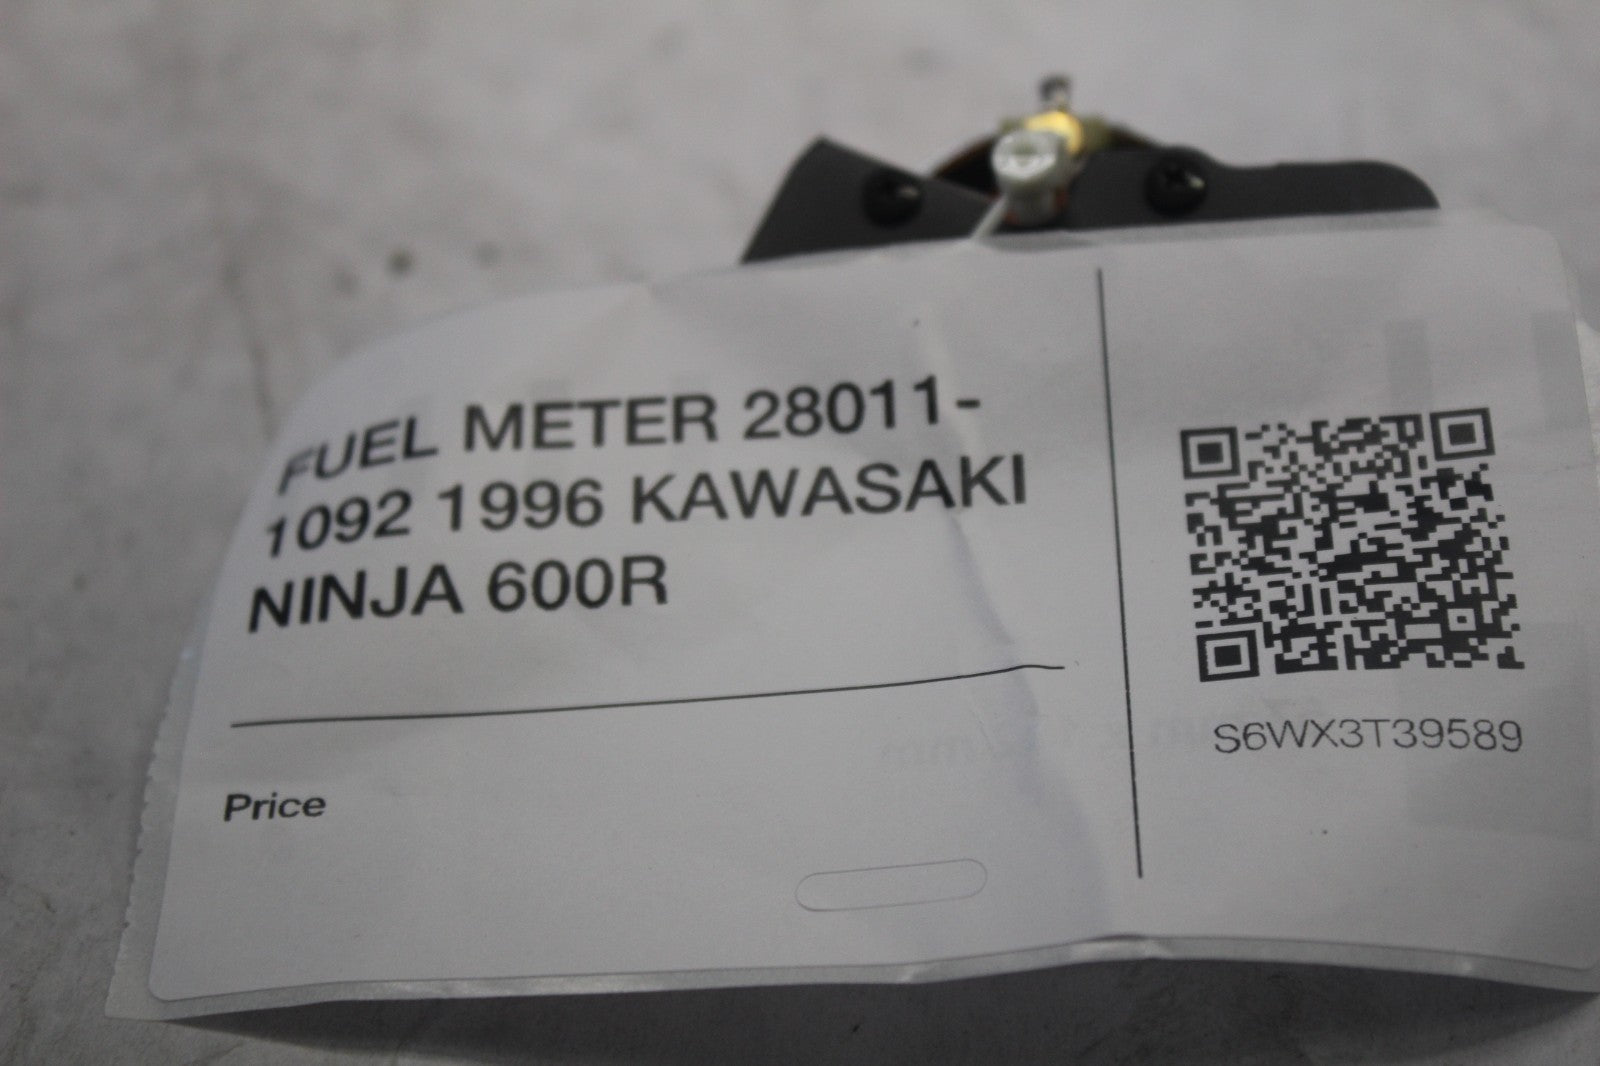 FUEL METER 28011-
1092 1996 KAWASAKI
NINJA 600R
Price
S6WX3T39589